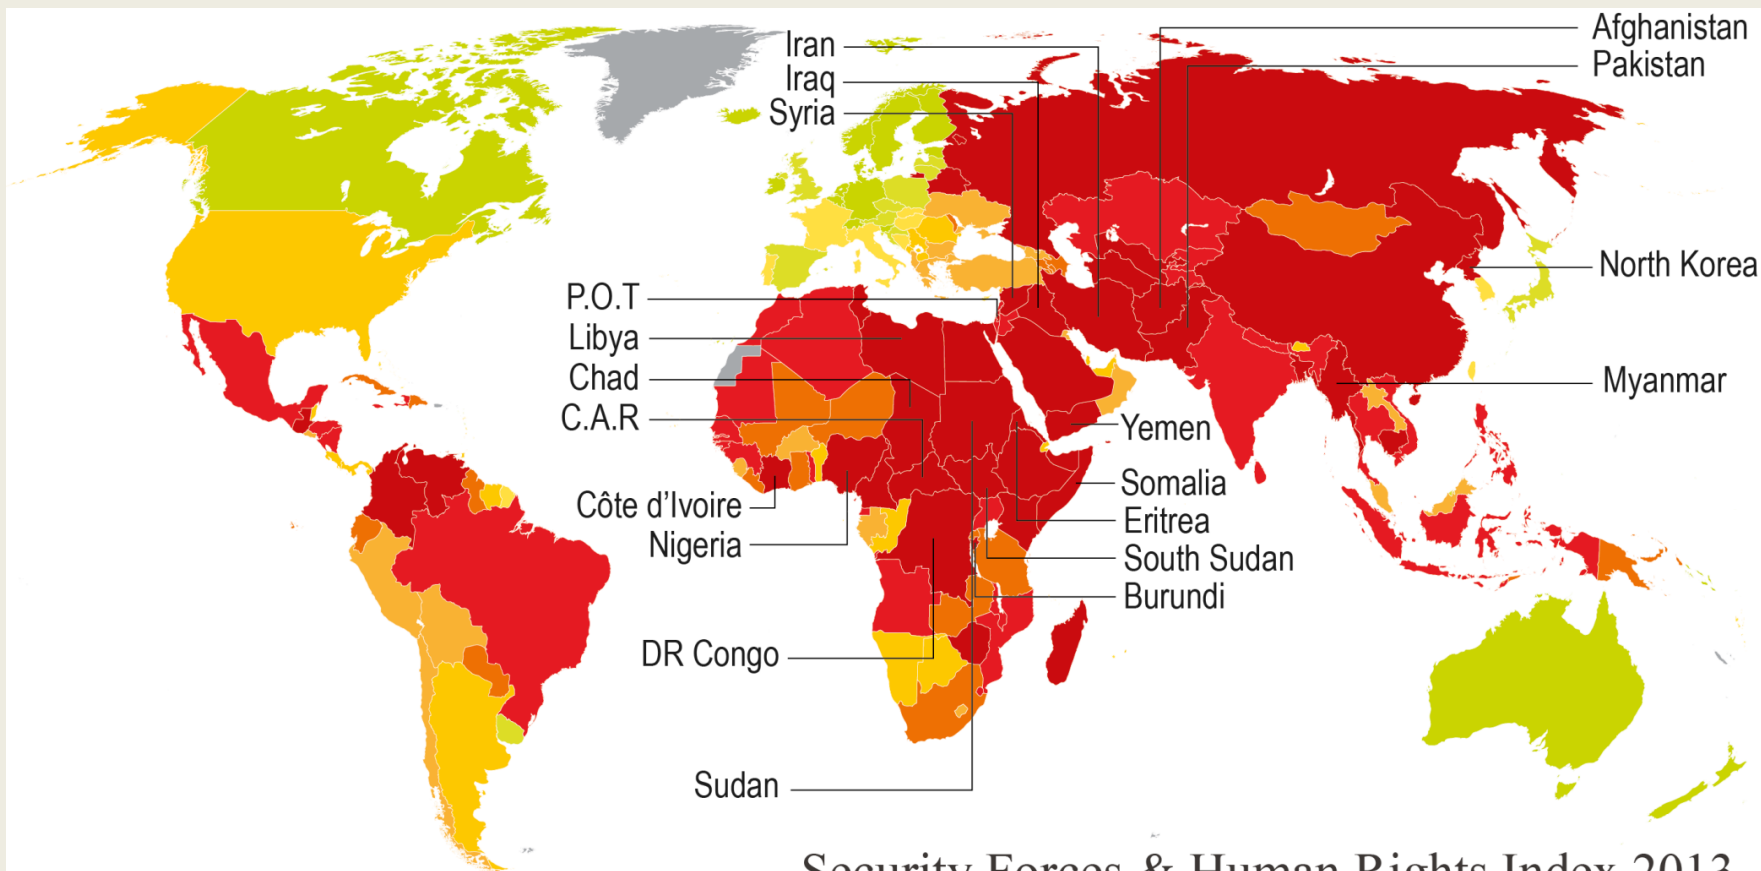 Iran
Iraq
Syria
Afghanistan
Pakistan
North Korea
P.O.T
Libya
Chad
C.A.R
Myanmar
Yemen
Côte d'Ivoire
Nigeria
Somalia
Eritrea
South Sudan
Burundi
DR Congo
Sudan
Security Forces & Human Rights Index 2013